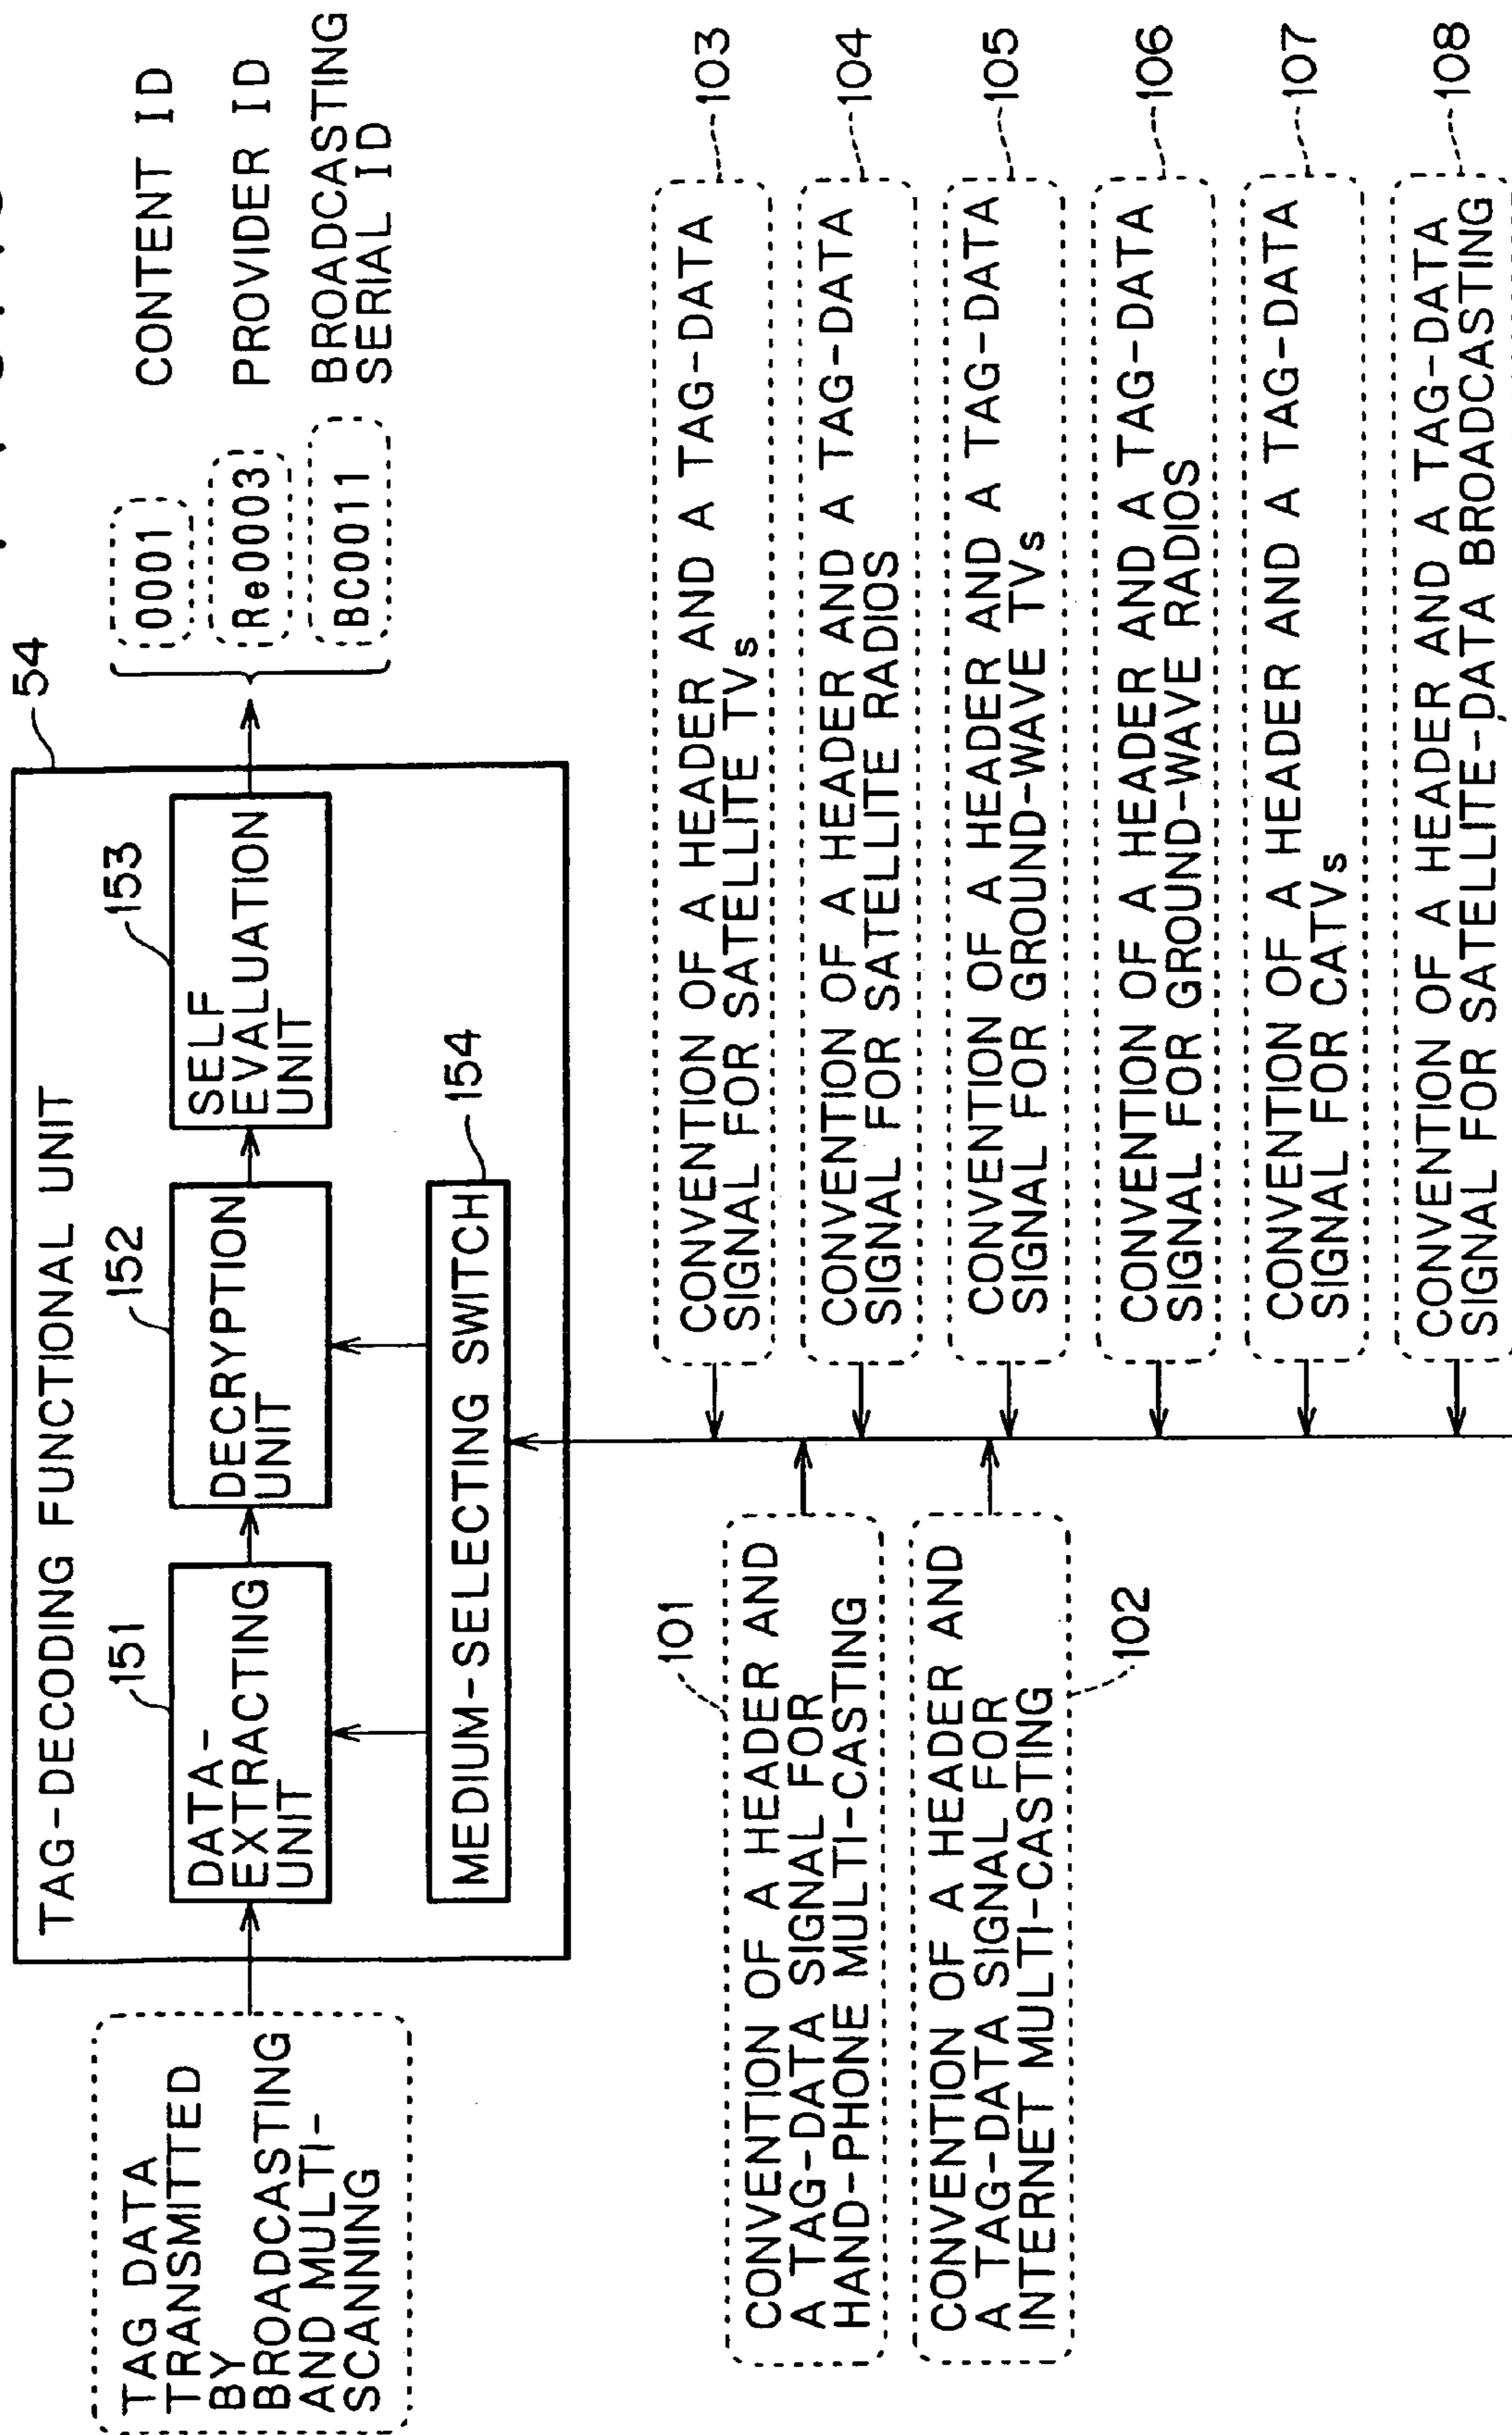 54
TAG-DECODING FUNCTIONAL UNIT
TAG DATA
TRANSMITTED
BY
BROADCASTING
AND MULTI-
SCANNING
151
DATA-
EXTRACTING
UNIT
152
DECRYPTION
UNIT
153
SELF
EVALUATION
UNIT
MEDIUM-SELECTING SWITCH
154
0001
CONTENT ID
Re0003
PROVIDER ID
BC0011
BROADCASTING
SERIAL ID
101
CONVENTION OF A HEADER AND
A TAG-DATA SIGNAL FOR
HAND-PHONE MULTI-CASTING
CONVENTION OF A HEADER AND
A TAG-DATA SIGNAL FOR
INTERNET MULTI-CASTING
102
CONVENTION OF A HEADER AND A TAG-DATA
SIGNAL FOR SATELLITE TVs
103
CONVENTION OF A HEADER AND A TAG-DATA
SIGNAL FOR SATELLITE RADIOS
104
CONVENTION OF A HEADER AND A TAG-DATA
SIGNAL FOR GROUND-WAVE TVs
105
CONVENTION OF A HEADER AND A TAG-DATA
SIGNAL FOR GROUND-WAVE RADIOS
106
CONVENTION OF A HEADER AND A TAG-DATA
SIGNAL FOR CATVs
107
CONVENTION OF A HEADER AND A TAG-DATA
SIGNAL FOR SATELLITE-DATA BROADCASTING
108